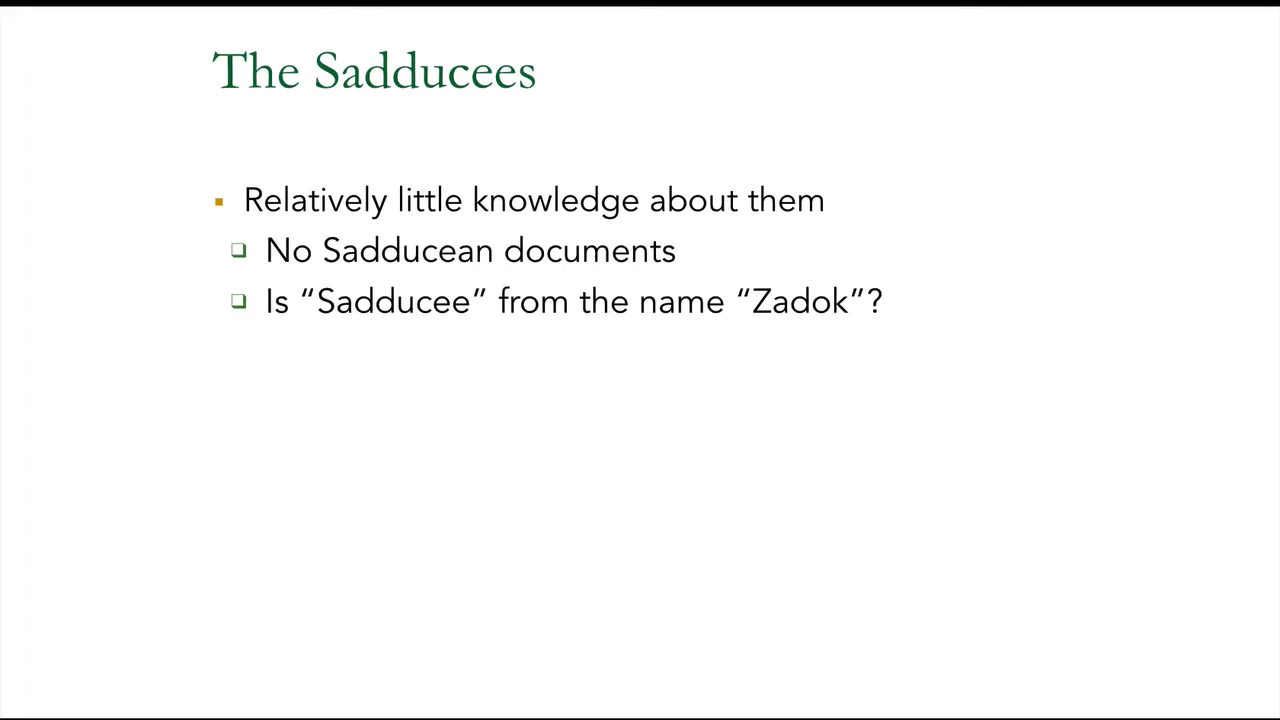 The Sadducees
▪ Relatively little knowledge about them
❑ No Sadducean documents
❑ Is “Sadducee” from the name “Zadok”?